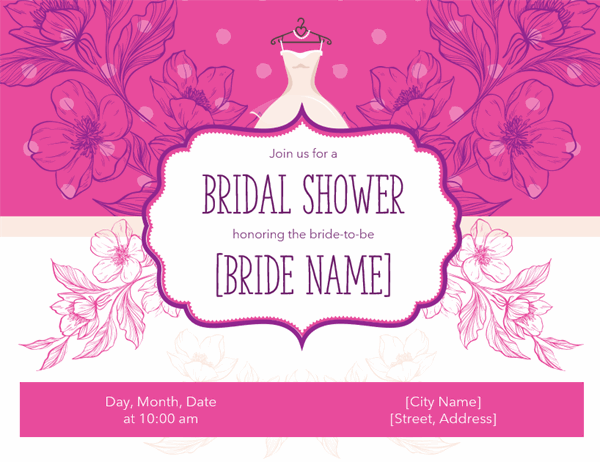 Join us for a
BRIDAL SHOWER
honoring the bride-to-be
[BRIDE NAME]
Day, Month, Date
at 10:00 am
[City Name]
[Street, Address]